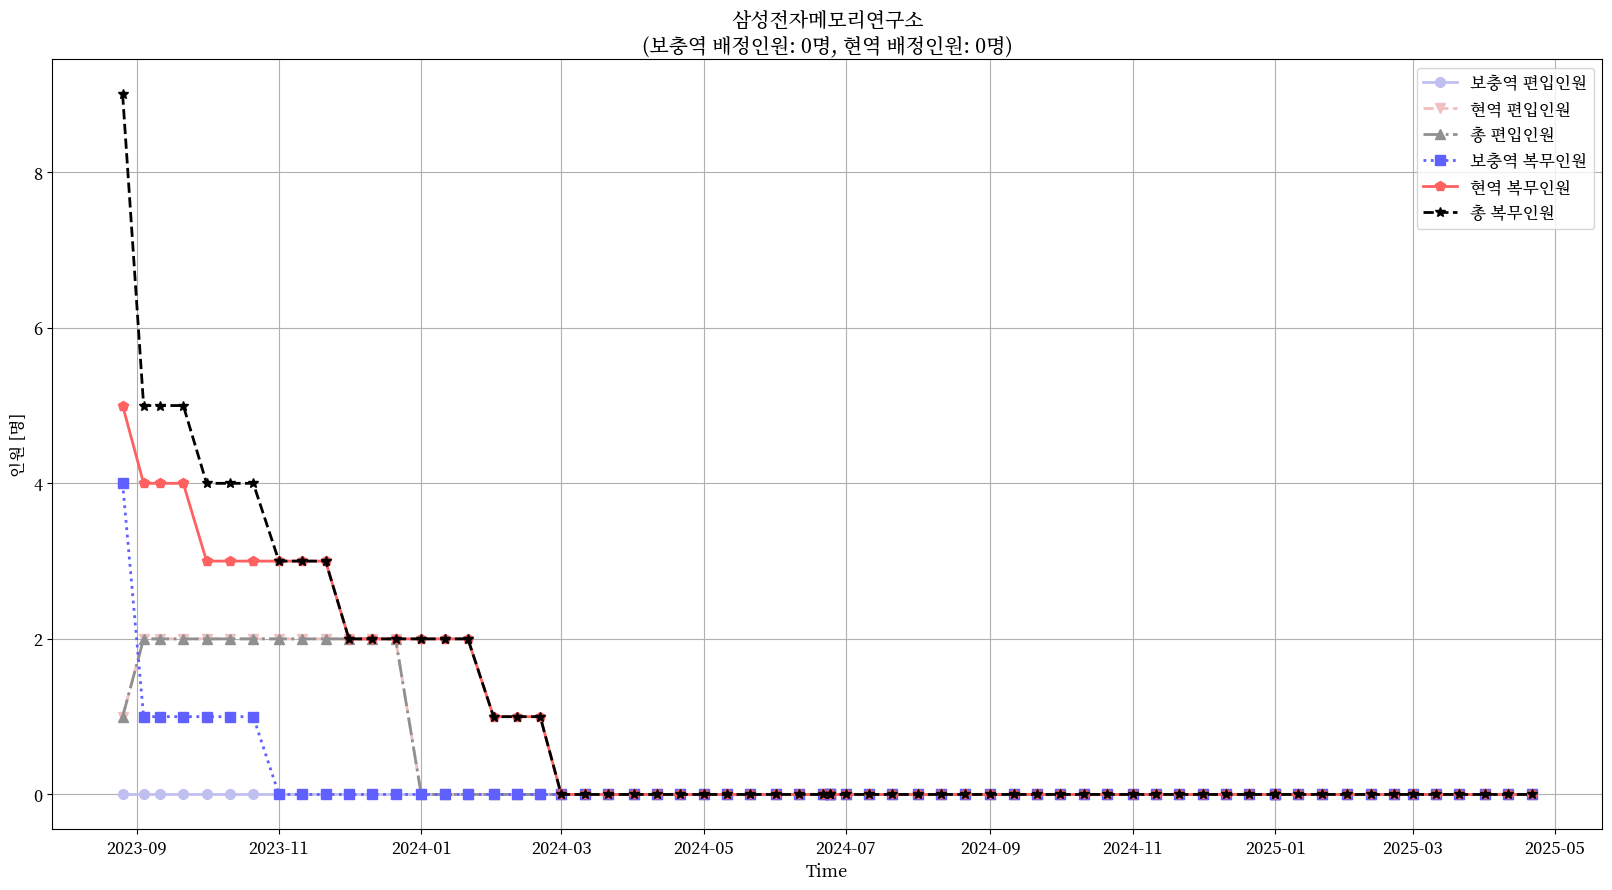 삼성전자메모리연구소
(보충역 배정인원: 0명, 현역 배정인원: 0명)
보충역 편입인원
현역 편입인원
총 편입인원
보충역 복무인원
현역 복무인원
총 복무인원
인원 [명]
8
6
4
2
0
2023-09
2023-11
2024-01
2024-03
2024-05
2024-07
2024-09
2024-11
2025-01
2025-03
2025-05
Time